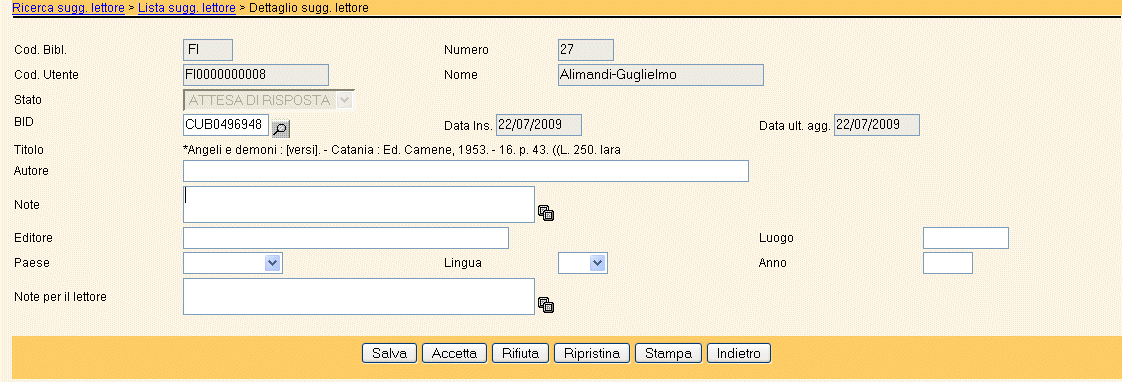 Ricerca sugg. lettore > Lista sugg. lettore > Dettaglio sugg. lettore
Cod. Bibl. FI Numero 27
Cod. Utente FI0000000008 Nome Alimandi-Guglielmo
Stato ATTESA DI RISPOSTA
BID CUB0496948 Data Ins. 22/07/2009 Data ult. agg. 22/07/2009
Titolo *Angeli e demoni : [versi]. - Catania : Ed. Camene, 1953. - 16. p. 43. ((L. 250. lara
Autore
Note
Editore Luogo
Paese Lingua Anno
Note per il lettore
Salva Accetta Rifiuta Ripristina Stampa Indietro